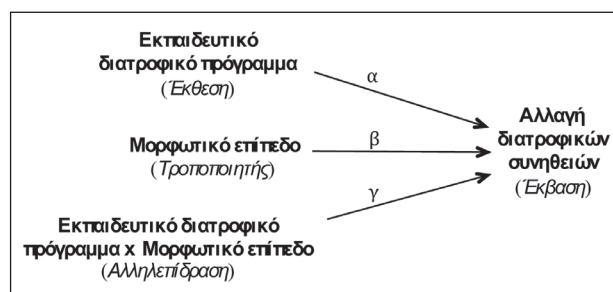 Εκπαιδευτικό
διατροφικό πρόγραμμα
(Έκθεση)
α
Μορφωτικό επίπεδο
(Τροποποιητής)
β
Εκπαιδευτικό διατροφικό
πρόγραμμα x Μορφωτικό επίπεδο
(Αλληλεπίδραση)
γ
Αλλαγή
διατροφικών
συνηθειών
(Έκβαση)